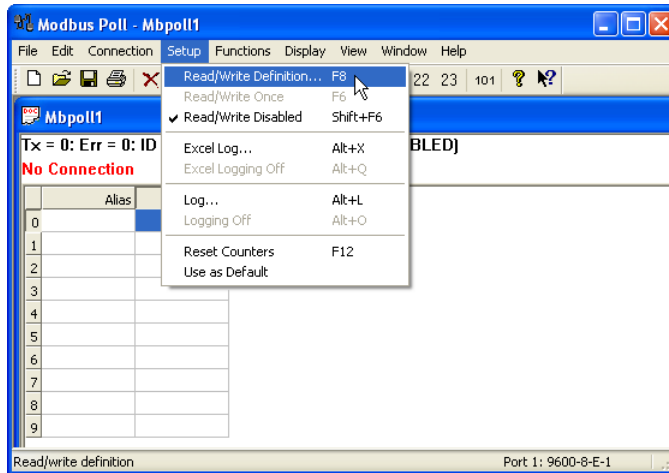 Modbus Poll - Mbpoll1
File Edit Connection Setup Functions Display View Window Help
22 23 101
Read/Write Definition... F8
Read/Write Once F6
Read/Write Disabled Shift+F6
Excel Log... Alt+X
Excel Logging Off Alt+Q
Log... Alt+L
Logging Off Alt+O
Reset Counters F12
Use as Default
Mbpoll1
Tx = 0: Err = 0: ID BLED)
No Connection
Alias
0
1
2
3
4
5
6
7
8
9
Read/write definition Port 1: 9600-8-E-1